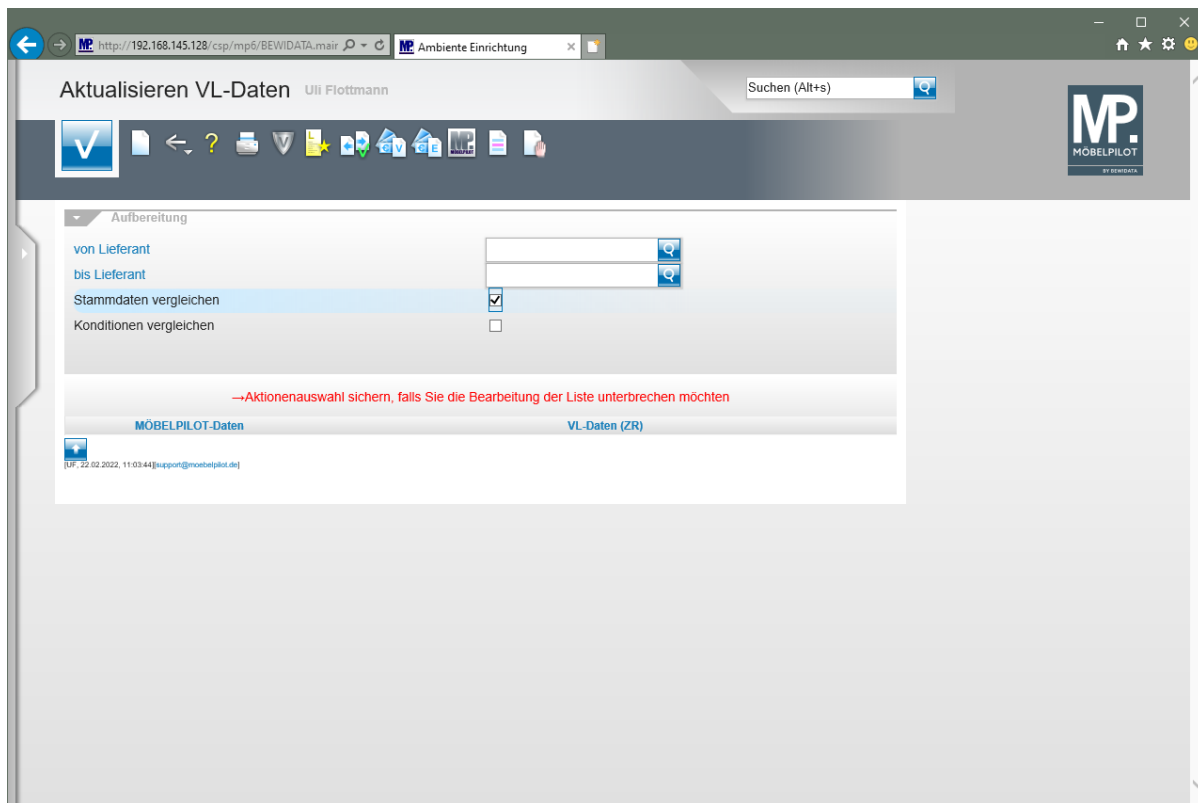 http://192.168.145.128/csp/mp6/BEWIDATA.mair
MP. Ambiente Einrichtung
Aktualisieren VL-Daten Uli Flottmann
Suchen (Alt+s)
MP.
MÖBELPILOT
BY BEWIDATA
Aufbereitung
von Lieferant
bis Lieferant
Stammdaten vergleichen
Konditionen vergleichen
→Aktionenauswahl sichern, falls Sie die Bearbeitung der Liste unterbrechen möchten
MÖBELPILOT-Daten VL-Daten (ZR)
[UF, 22.02.2022, 11:03:44][support@moebelpilot.de]